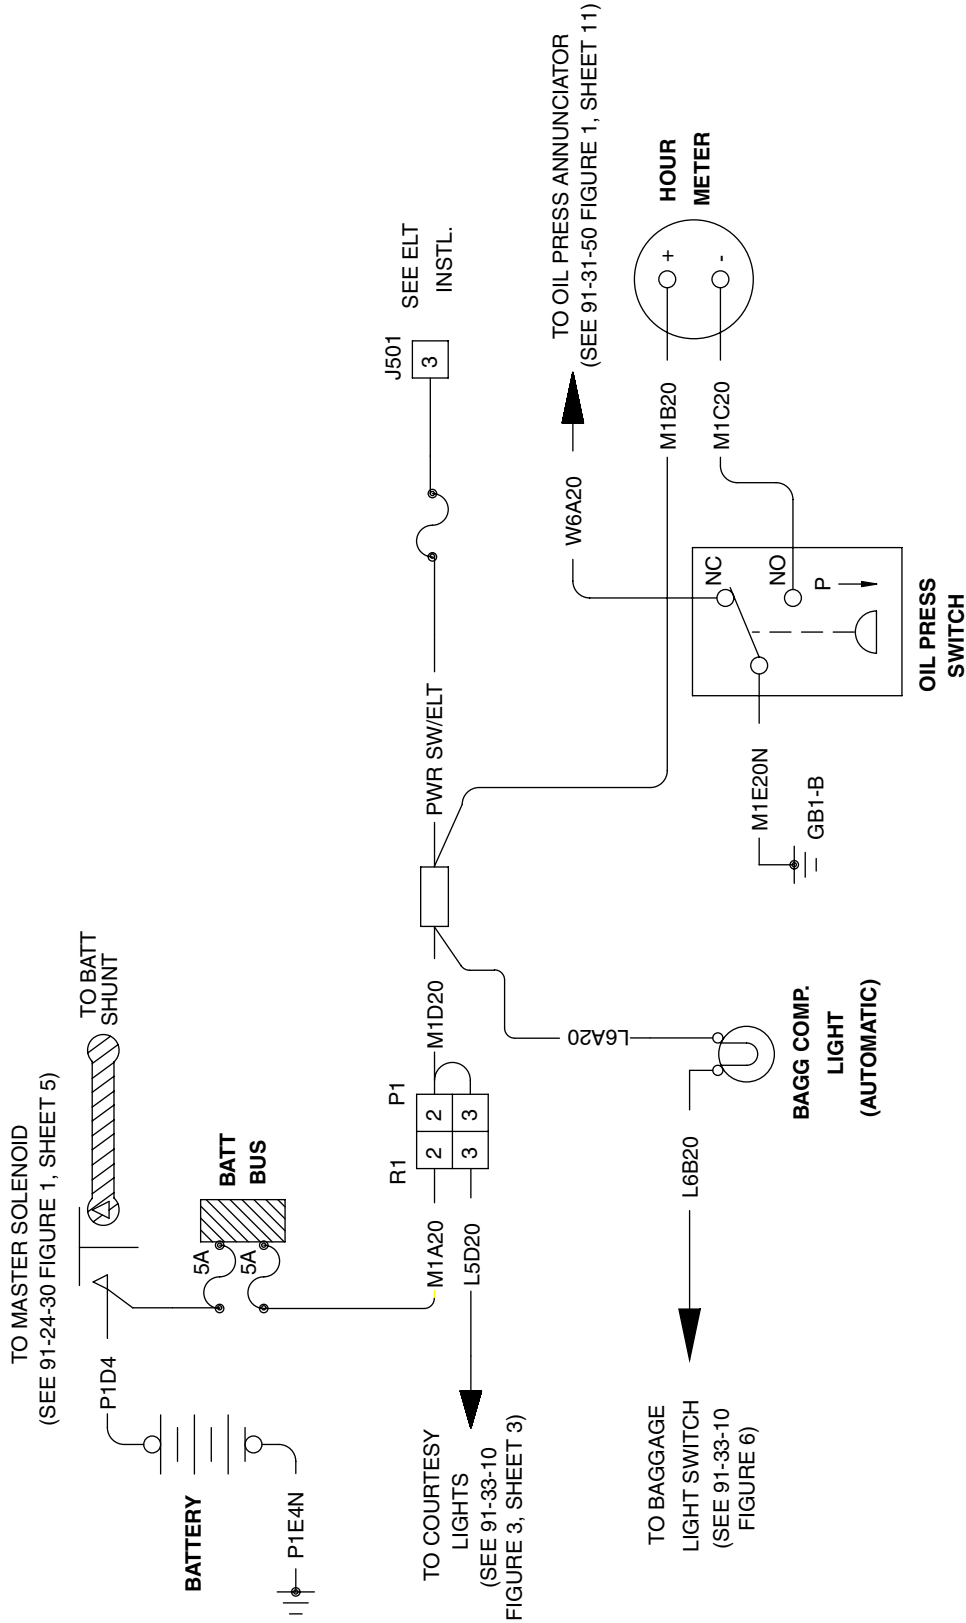 TO MASTER SOLENOID
(SEE 91-24-30 FIGURE 1, SHEET 5)
TO BATT
SHUNT
P1D4
BATTERY
P1E4N
5A
5A
BATT
BUS
TO COURTESY
LIGHTS
(SEE 91-33-10
FIGURE 3, SHEET 3)
M1A20
L5D20
R1
P1
2
2
3
3
M1D20
PWR SW/ELT
J501
3
SEE ELT
INSTL.
TO OIL PRESS ANNUNCIATOR
(SEE 91-31-50 FIGURE 1, SHEET 11)
W6A20
M1B20
M1C20
+
-
HOUR
METER
NC
NO
P
OIL PRESS
SWITCH
M1E20N
GB1-B
L6A20
BAGG COMP.
LIGHT
(AUTOMATIC)
L6B20
TO BAGGAGE
LIGHT SWITCH
(SEE 91-33-10
FIGURE 6)